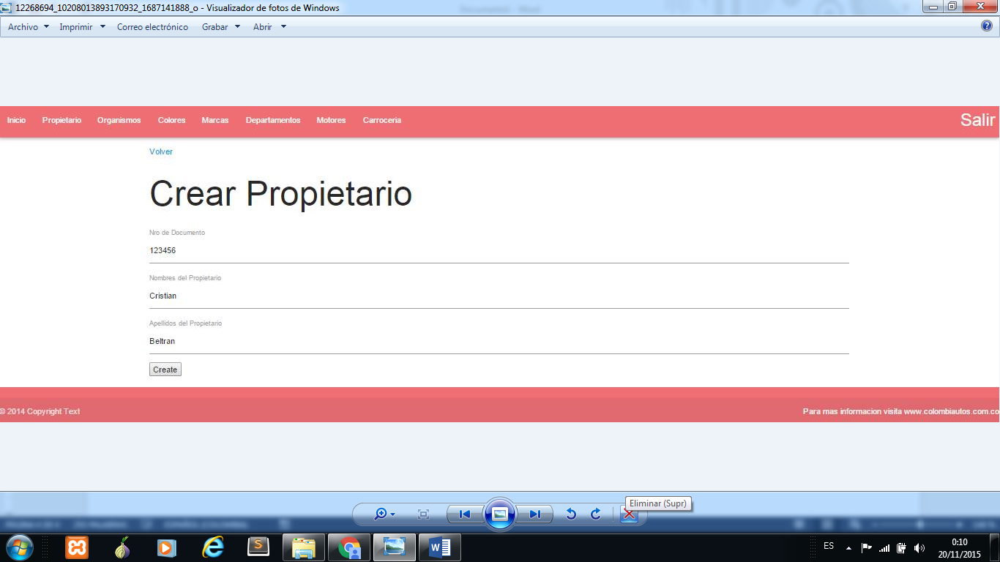 12268694_10208013893170932_1687141888_o - Visualizador de fotos de Windows
Archivo Imprimir Correo electrónico Grabar Abrir
Inicio Propietario Organismos Colores Marcas Departamentos Motores Carroceria Salir
Volver
Crear Propietario
Nro de Documento
123456
Nombres del Propietario
Cristian
Apellidos del Propietario
Beltran
Create
© 2014 Copyright Text Para mas informacion visita www.colombiautos.com.co
Eliminar (Supr)
ES 0:10
20/11/2015